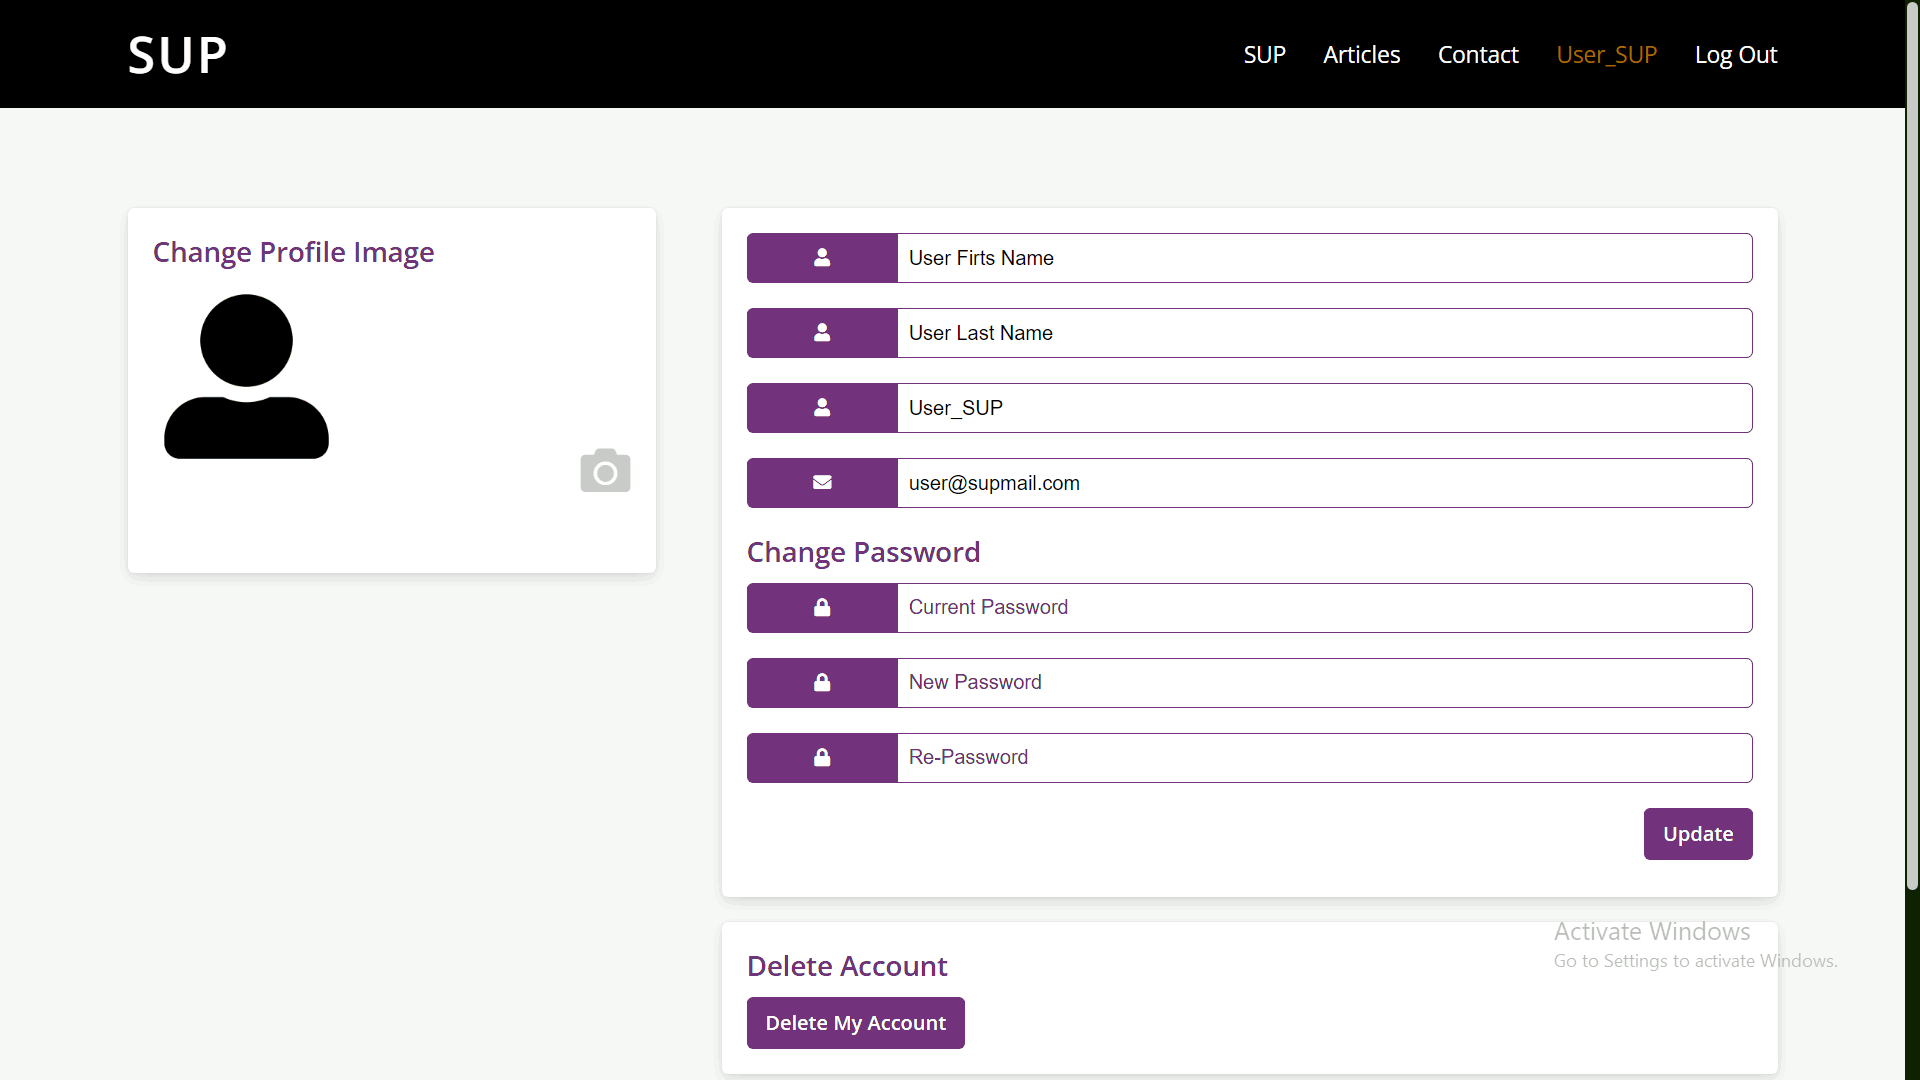 SUP
SUP Articles Contact User_SUP Log Out
Change Profile Image
User Firts Name
User Last Name
User_SUP
user@supmail.com
Change Password
Current Password
New Password
Re-Password
Update
Delete Account
Delete My Account
Activate Windows
Go to Settings to activate Windows.